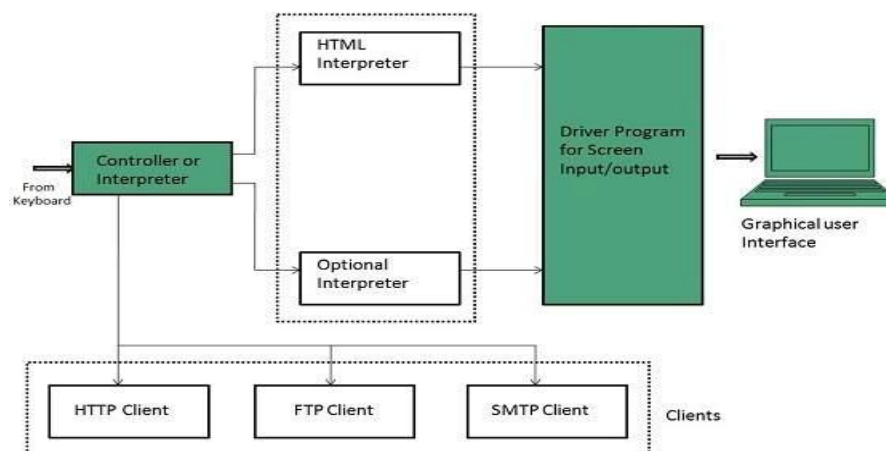 HTML
Interpreter
Controller or
Interpreter
From
Keyboard
Driver Program
for Screen
Input/output
Graphical user
Interface
Optional
Interpreter
HTTP Client
FTP Client
SMTP Client
Clients